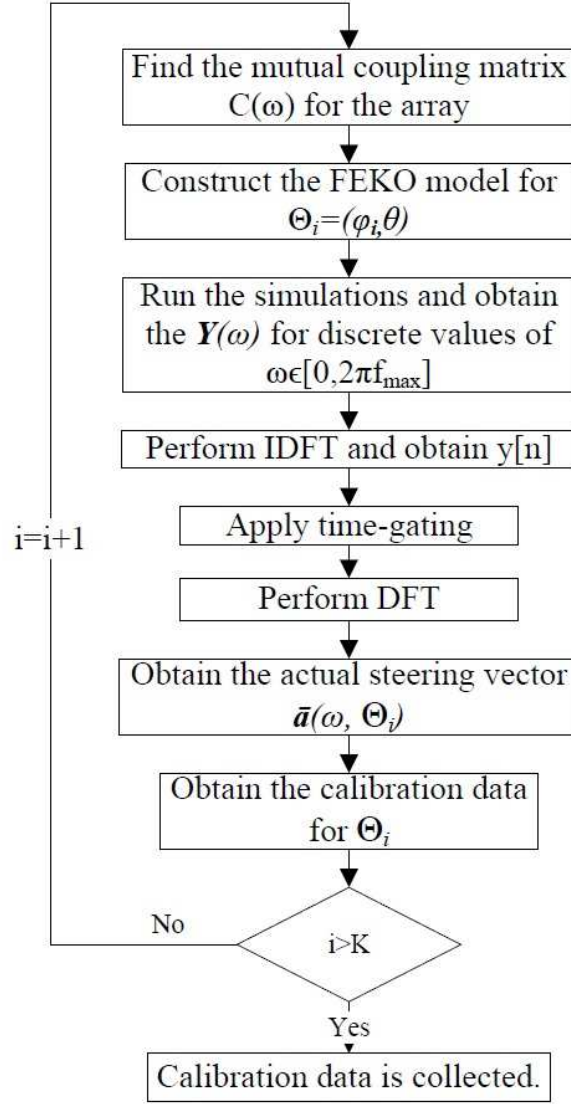 Find the mutual coupling matrix
C(ω) for the array
Construct the FEKO model for
Θᵢ=(φᵢ,θ)
Run the simulations and obtain
the Y(ω) for discrete values of
ωϵ[0,2πfₘₐₓ]
Perform IDFT and obtain y[n]
i=i+1
Apply time-gating
Perform DFT
Obtain the actual steering vector
ā(ω, Θᵢ)
Obtain the calibration data
for Θᵢ
No
i>K
Yes
Calibration data is collected.